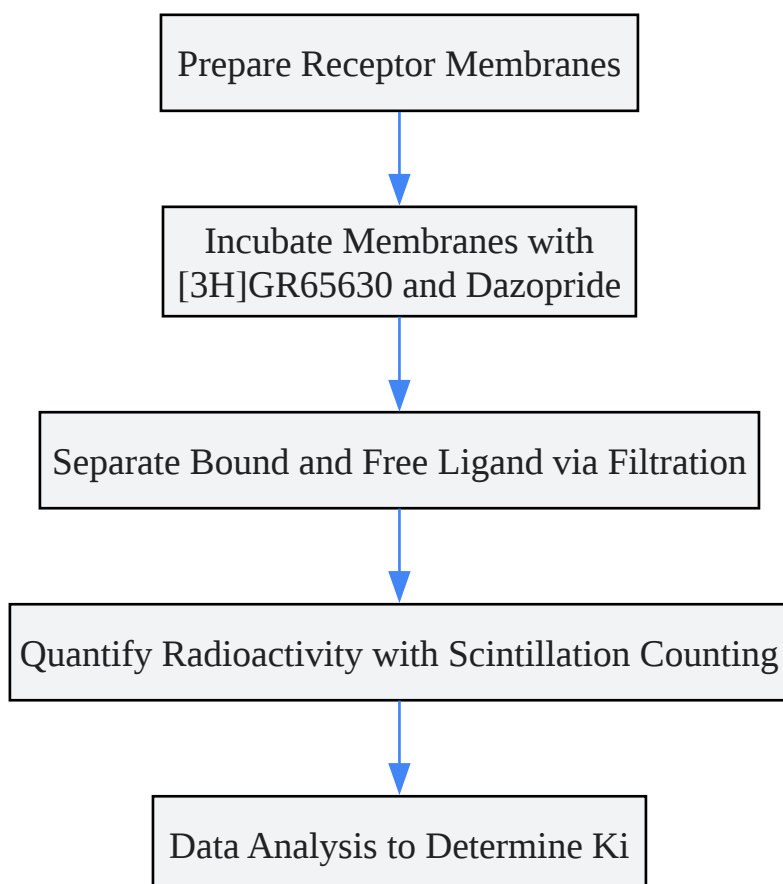 Prepare Receptor Membranes
Incubate Membranes with
[3H]GR65630 and Dazopride
Separate Bound and Free Ligand via Filtration
Quantify Radioactivity with Scintillation Counting
Data Analysis to Determine Ki